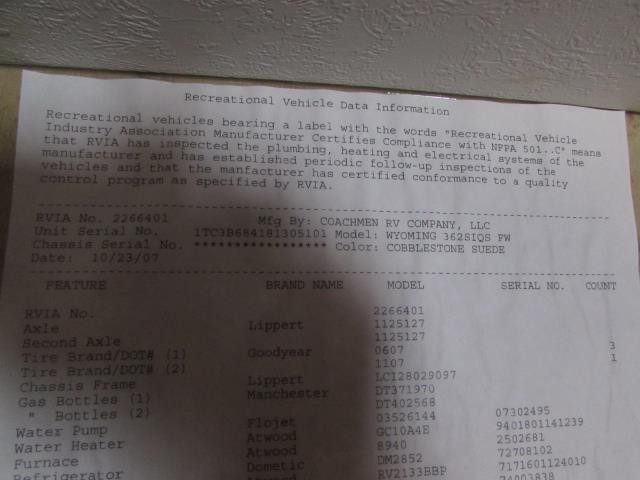 Recreational Vehicle Data Information
Recreational vehicles bearing a label with the words "Recreational Vehicle
Industry Association Manufacturer Certifies Compliance with NFPA 501..C" means
that RVIA has inspected the plumbing, heating and electrical systems of the
manufacturer and has established periodic follow-up inspections of the
vehicles and that the manfacturer has certified conformance to a quality
control program as specified by RVIA.
RVIA No. 2266401 Mfg By: COACHMEN RV COMPANY, LLC
Unit Serial No. 1TC3B684181305101 Model: WYOMING 362SIQS FW
Chassis Serial No. ***************** Color: COBBLESTONE SUEDE
Date: 10/23/07
FEATURE BRAND NAME MODEL SERIAL NO. COUNT
RVIA No. 2266401
Axle Lippert 1125127
Second Axle 1125127 3
Tire Brand/DOT# (1) Goodyear 0607 1
Tire Brand/DOT# (2) 1107
Chassis Frame Lippert LCI28029097
Gas Bottles (1) Manchester DT371970
" Bottles (2) DT402568
Water Pump Flojet 03526144 07302495
Water Heater Atwood GC10A4E 9401801141239
Furnace Atwood 8940 2502681
Refrigerator Dometic DM2852 72708102
RV2133BBP 7171601124010